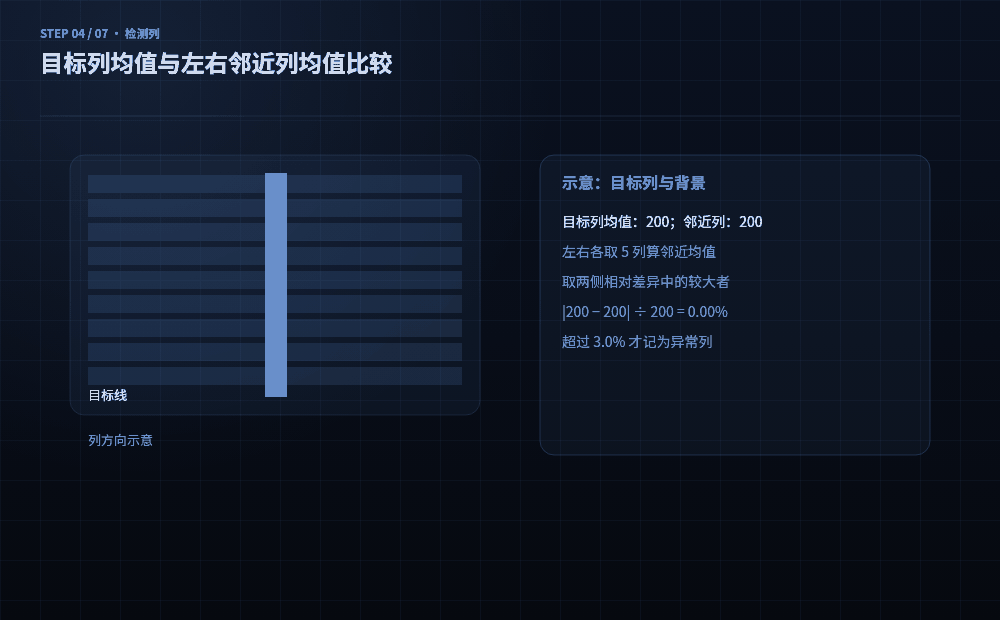 STEP 04 / 07 · 检测列
目标列均值与左右邻近列均值比较
目标线
列方向示意
示意：目标列与背景
目标列均值：200；邻近列：200
左右各取 5 列算邻近均值
取两侧相对差异中的较大者
|200 − 200| ÷ 200 = 0.00%
超过 3.0% 才记为异常列